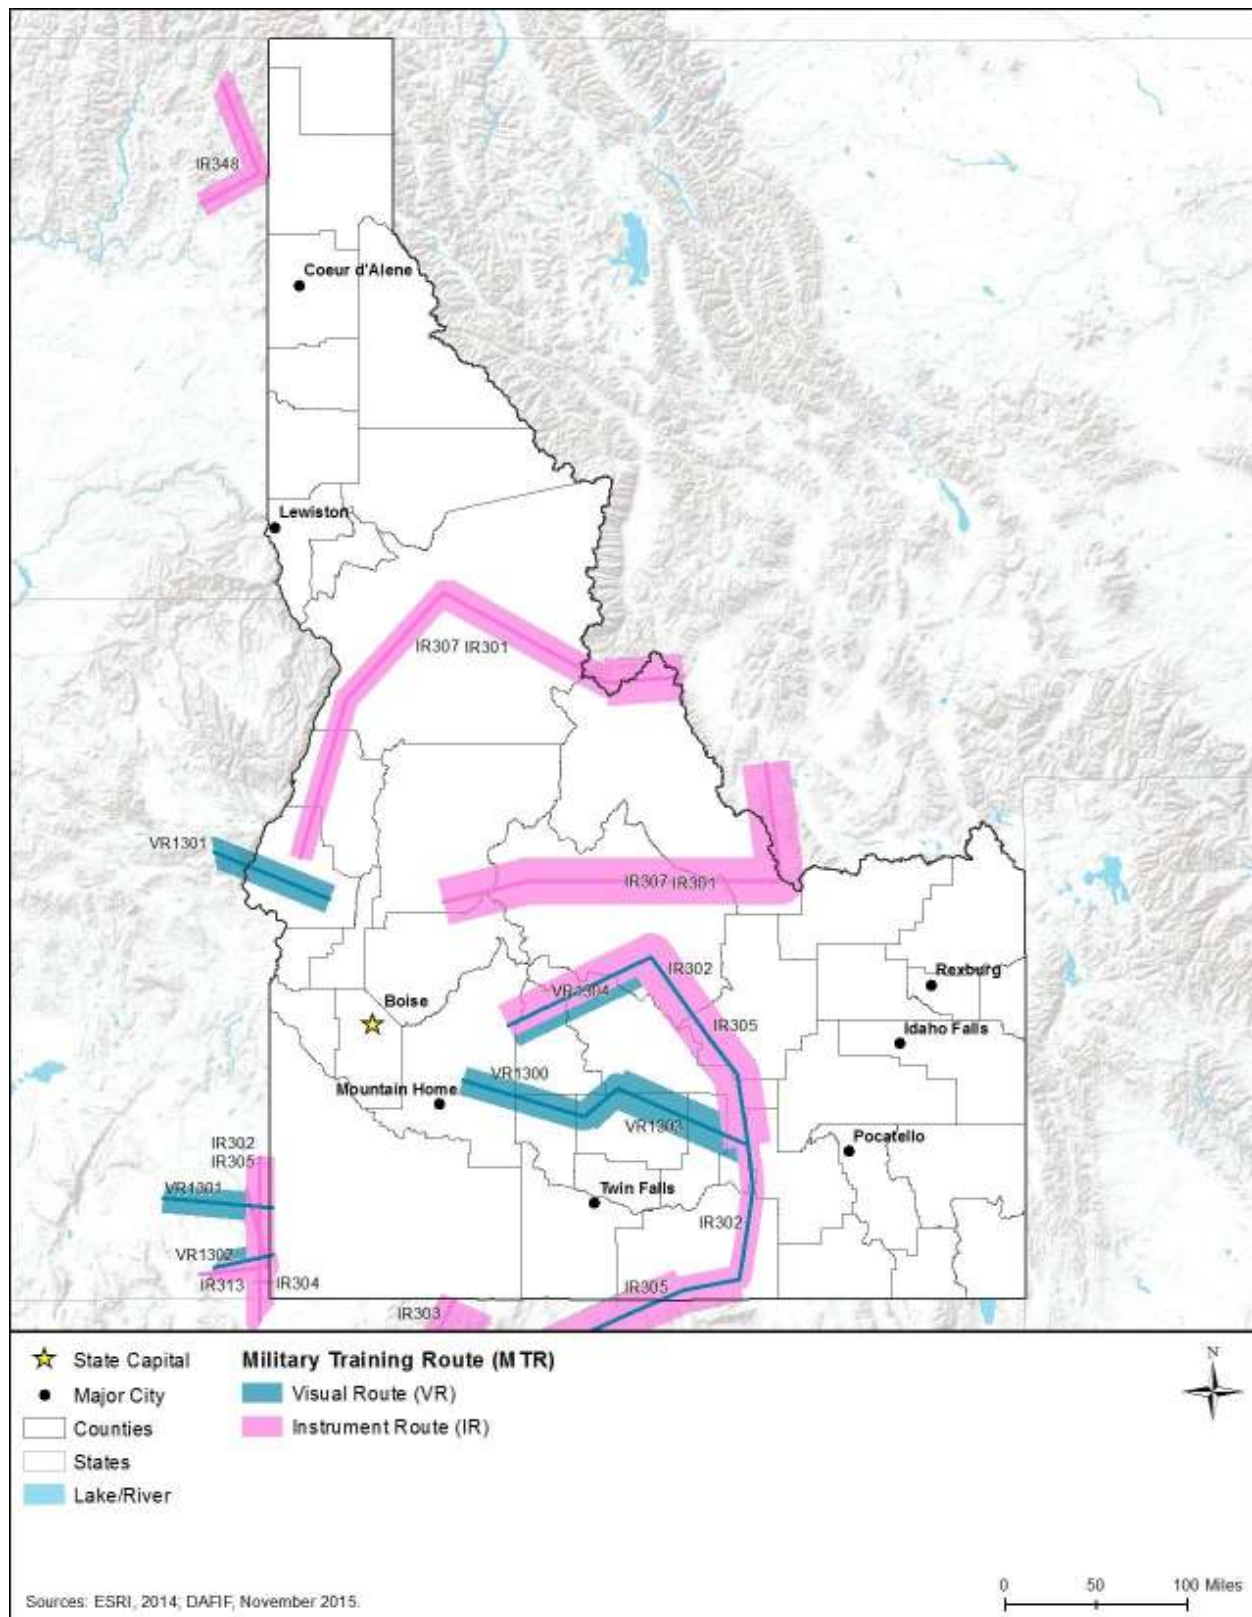 IR348
Coeur d'Alene
Lewiston
IR307 IR301
VR1301
IR307 IR301
IR302
VR1304
Rexburg
Boise
IR305
Idaho Falls
VR1300
Mountain Home
VR1303
Pocatello
IR302
IR305
VR1301
Twin Falls
IR302
VR1302
IR313
IR304
IR305
IR303
State Capital
Major City
Counties
States
Lake/River
Military Training Route (MTR)
Visual Route (VR)
Instrument Route (IR)
N
0 50 100 Miles
Sources: ESRI, 2014; DAFIF, November 2015.